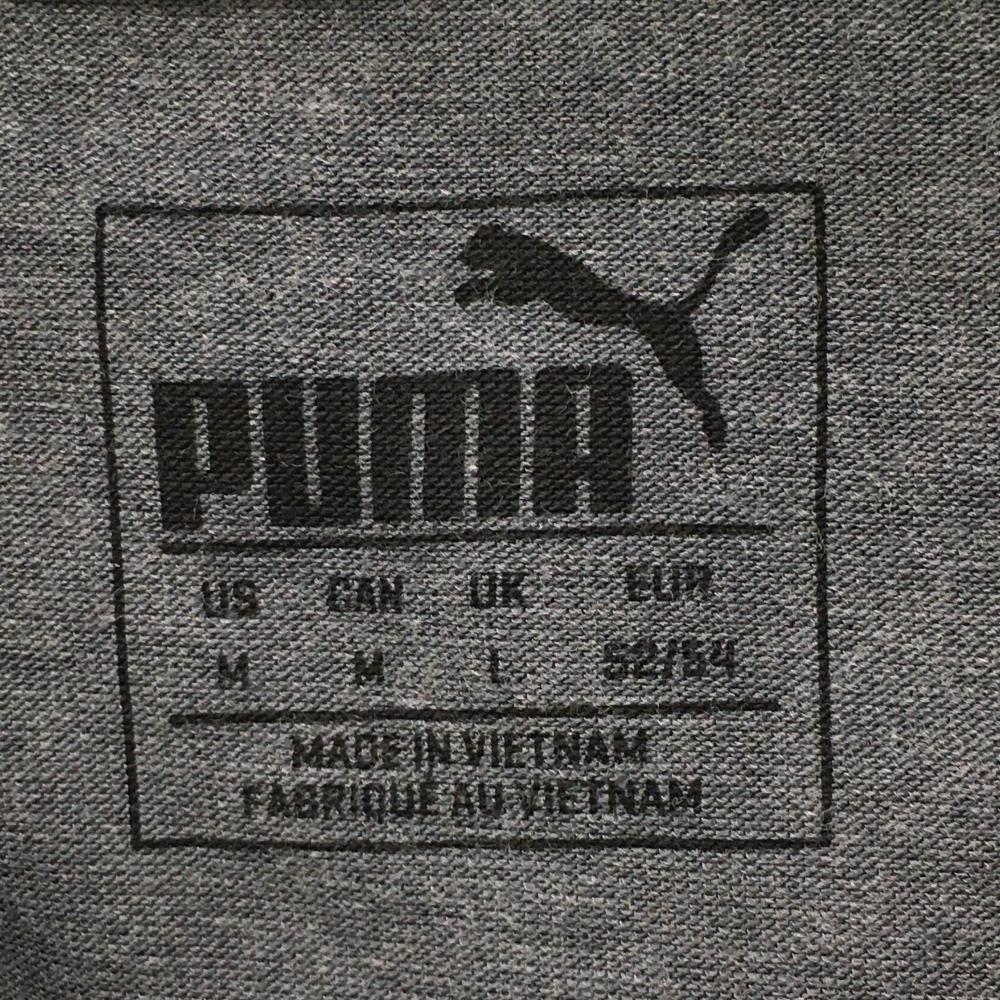 PUMA
US CAN UK EUR
M M L 52/54
MADE IN VIETNAM
FABRIQUÉ AU VIETNAM